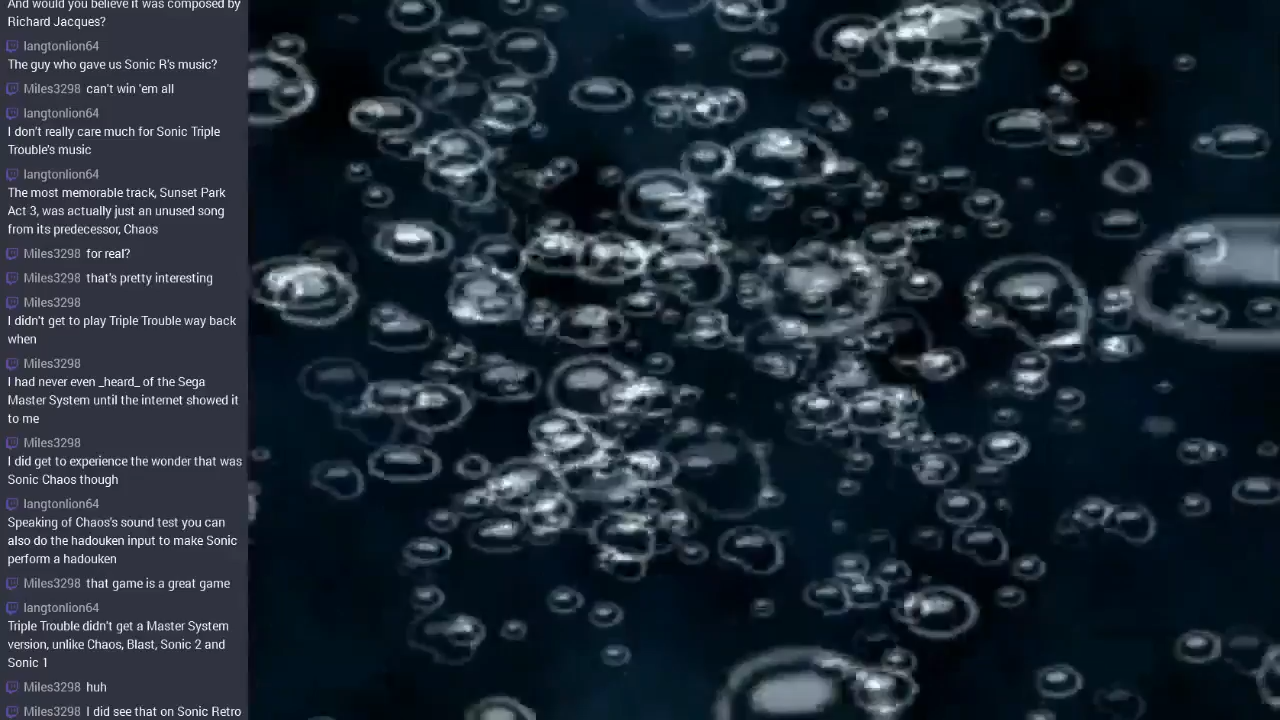 And would you believe it was composed by
Richard Jacques?
langtonlion64
The guy who gave us Sonic R's music?
Miles3298 can't win 'em all
langtonlion64
I don't really care much for Sonic Triple
Trouble's music
langtonlion64
The most memorable track, Sunset Park
Act 3, was actually just an unused song
from its predecessor, Chaos
Miles3298 for real?
Miles3298 that's pretty interesting
Miles3298
I didn't get to play Triple Trouble way back
when
Miles3298
I had never even _heard_ of the Sega
Master System until the internet showed it
to me
Miles3298
I did get to experience the wonder that was
Sonic Chaos though
langtonlion64
Speaking of Chaos's sound test you can
also do the hadouken input to make Sonic
perform a hadouken
Miles3298 that game is a great game
langtonlion64
Triple Trouble didn't get a Master System
version, unlike Chaos, Blast, Sonic 2 and
Sonic 1
Miles3298 huh
Miles3298 I did see that on Sonic Retro